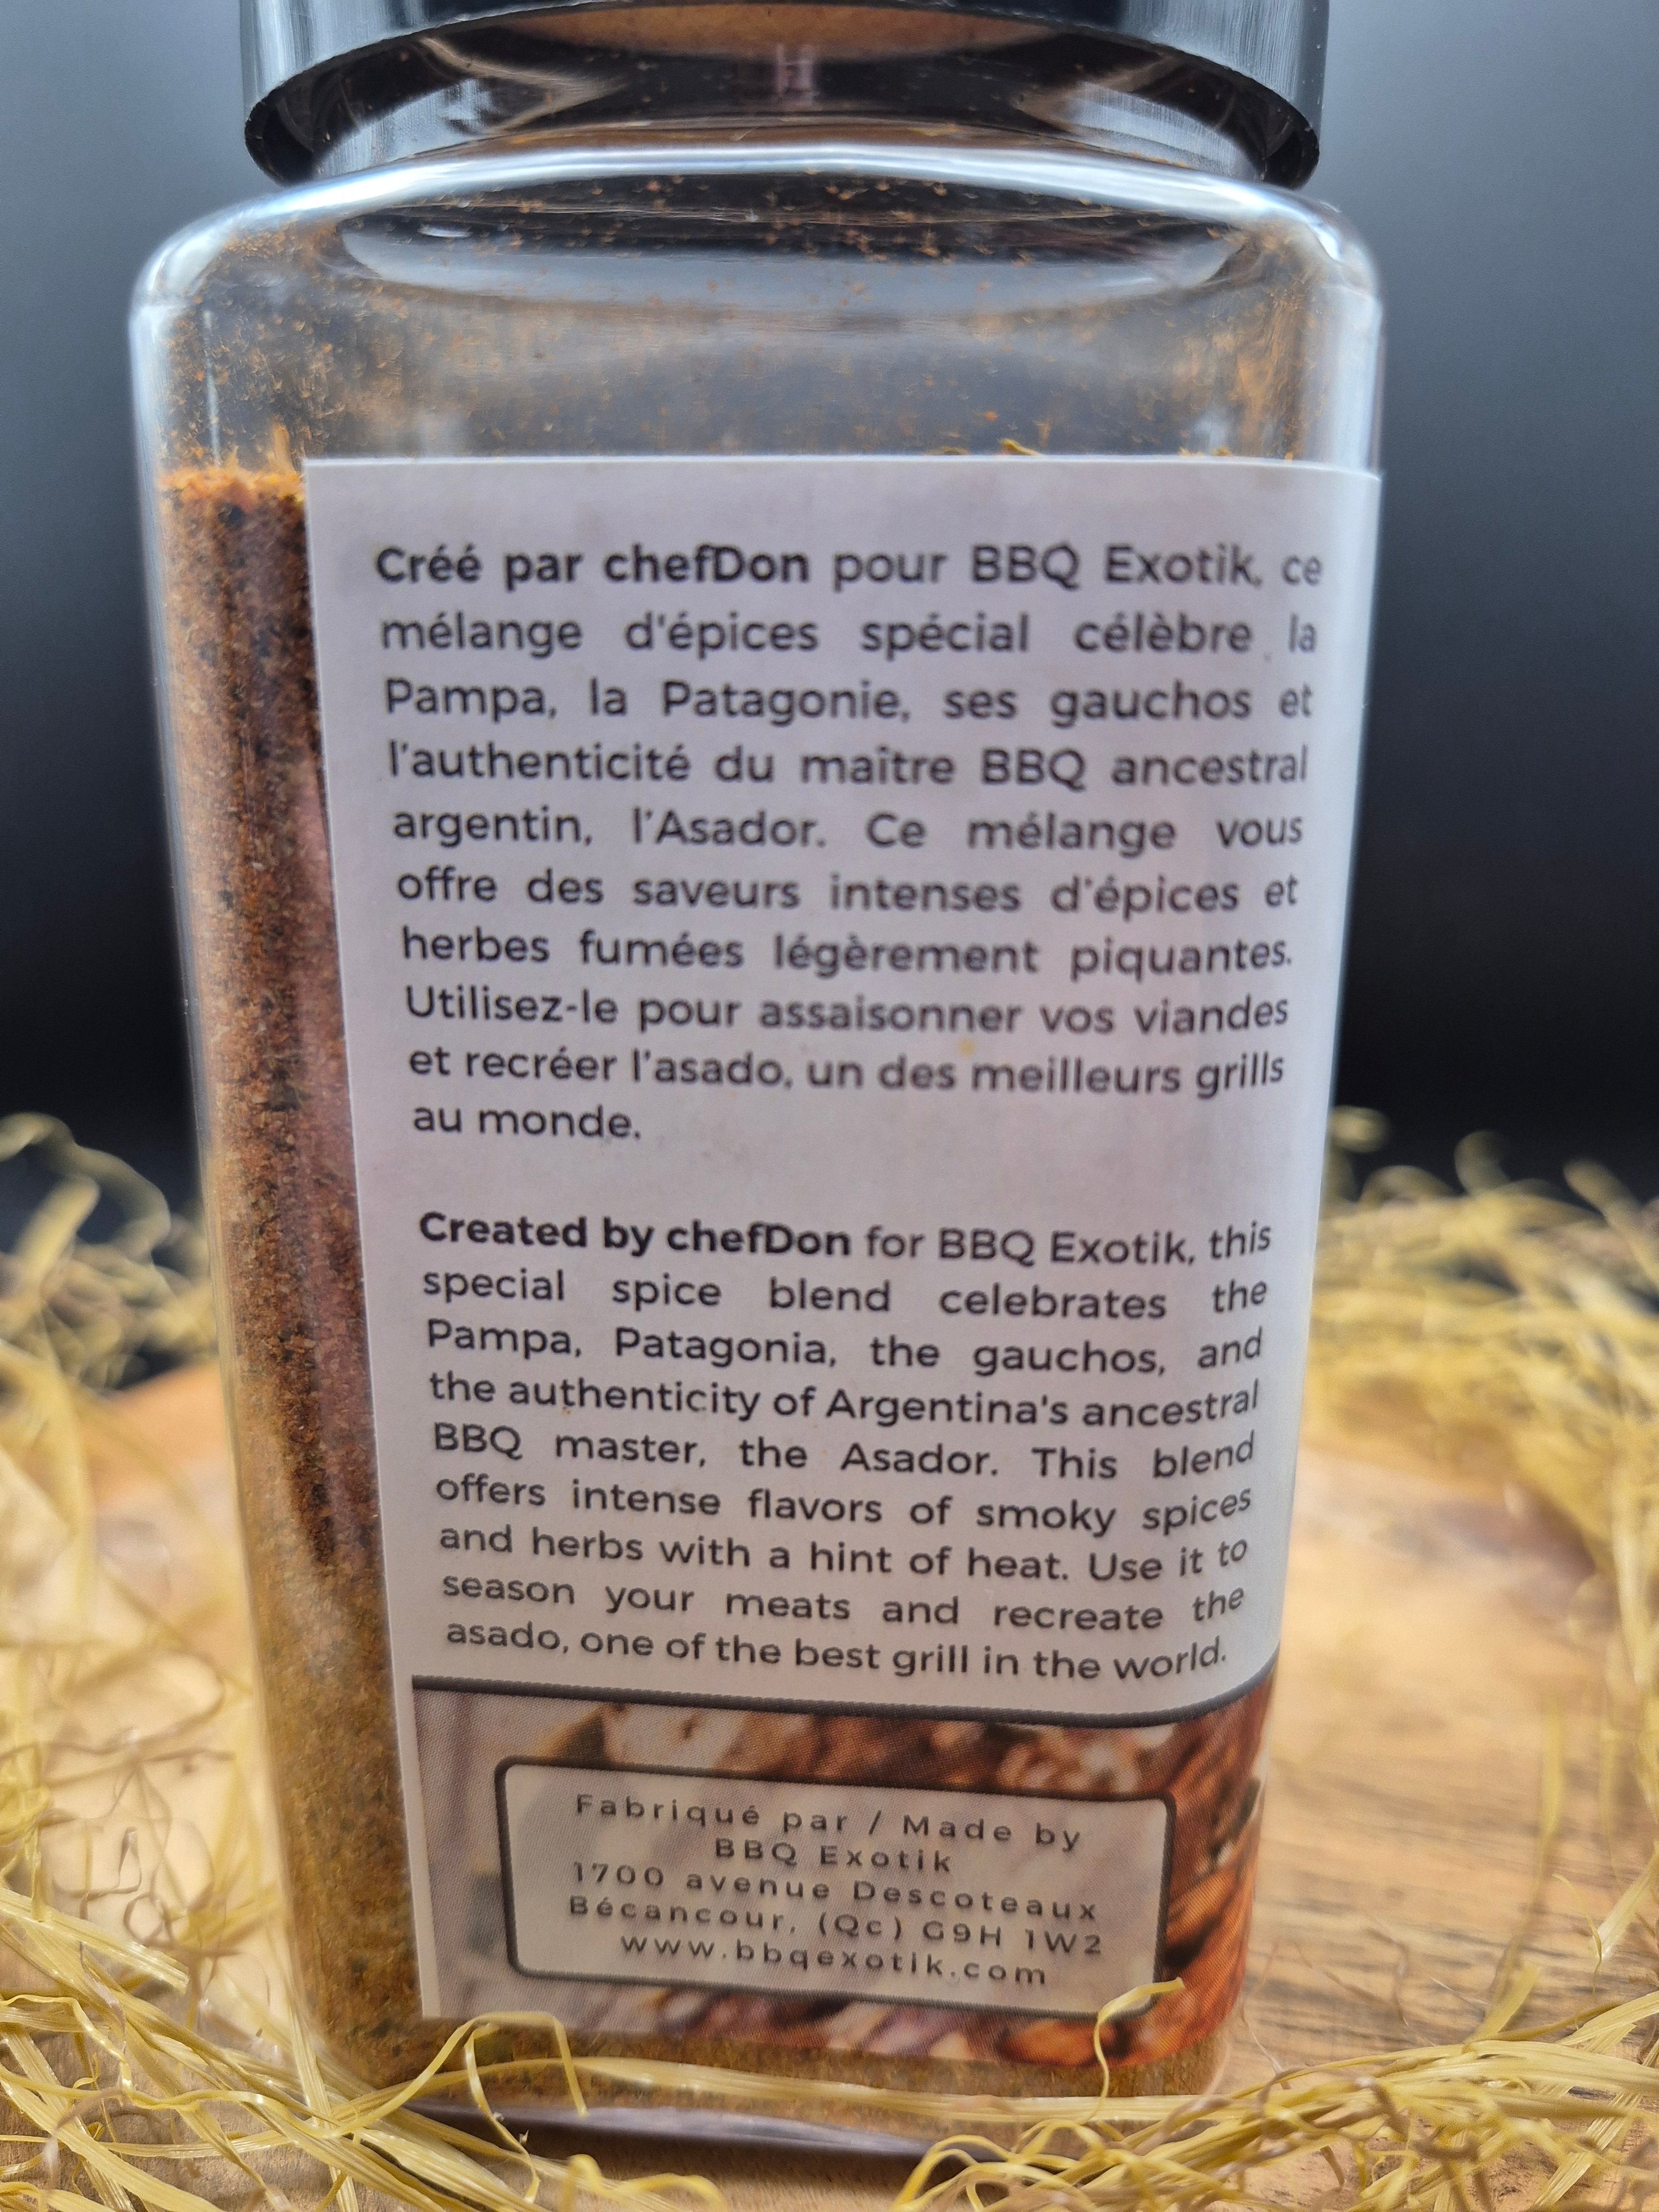 Créé par chefDon pour BBQ Exotik, ce
mélange d'épices spécial célèbre la
Pampa, la Patagonie, ses gauchos et
l'authenticité du maître BBQ ancestral
argentin, l'Asador. Ce mélange vous
offre des saveurs intenses d'épices et
herbes fumées légèrement piquantes.
Utilisez-le pour assaisonner vos viandes
et recréer l'asado, un des meilleurs grills
au monde.
Created by chefDon for BBQ Exotik, this
special spice blend celebrates the
Pampa, Patagonia, the gauchos, and
the authenticity of Argentina's ancestral
BBQ master, the Asador. This blend
offers intense flavors of smoky spices
and herbs with a hint of heat. Use it to
season your meats and recreate the
asado, one of the best grill in the world.
Fabriqué par / Made by
BBQ Exotik
1700 avenue Descoteaux
Bécancour, (Qc) G9H 1W2
www.bbqexotik.com